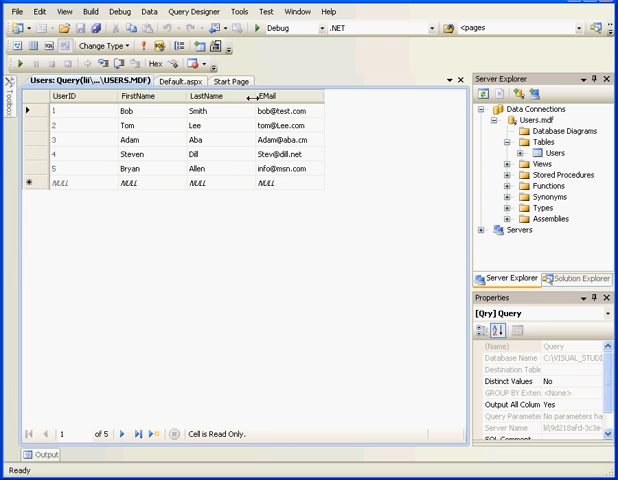 File Edit View Build Debug Data Query Designer Tools Test Window Help
Debug .NET <pages
Change Type
Hex
Users: Query(lii\...\USERS.MDF) Default.aspx Start Page
Toolbox
UserID FirstName LastName EMail
1 Bob Smith bob@test.com
2 Tom Lee tom@Lee.com
3 Adam Aba Adam@aba.cm
4 Steven Dill Stev@dill.net
5 Bryan Allen info@msn.com
NULL NULL NULL NULL
1 of 5 Cell is Read Only.
Output
Ready
Server Explorer
Data Connections
Users.mdf
Database Diagrams
Tables
Users
Views
Stored Procedures
Functions
Synonyms
Types
Assemblies
Servers
Server Explorer Solution Explorer
Properties
[Qry] Query
(Name) Query
Database Name C:\VISUAL_STUD
Destination Table
Distinct Values No
GROUP BY Exten <None>
Output All Colum Yes
Query Parameter No parameters ha
Server Name lii\9d218afd-3c3e-
SQL Comment